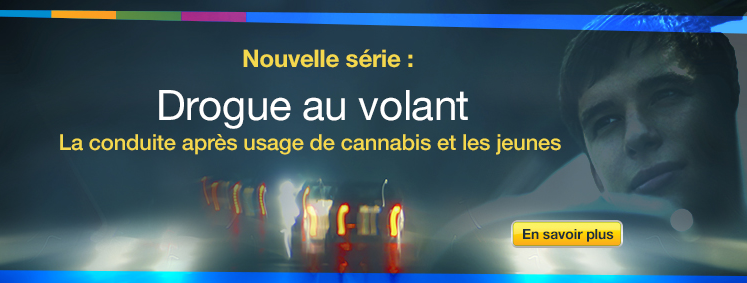 Nouvelle série :
Drogue au volant
La conduite après usage de cannabis et les jeunes
En savoir plus